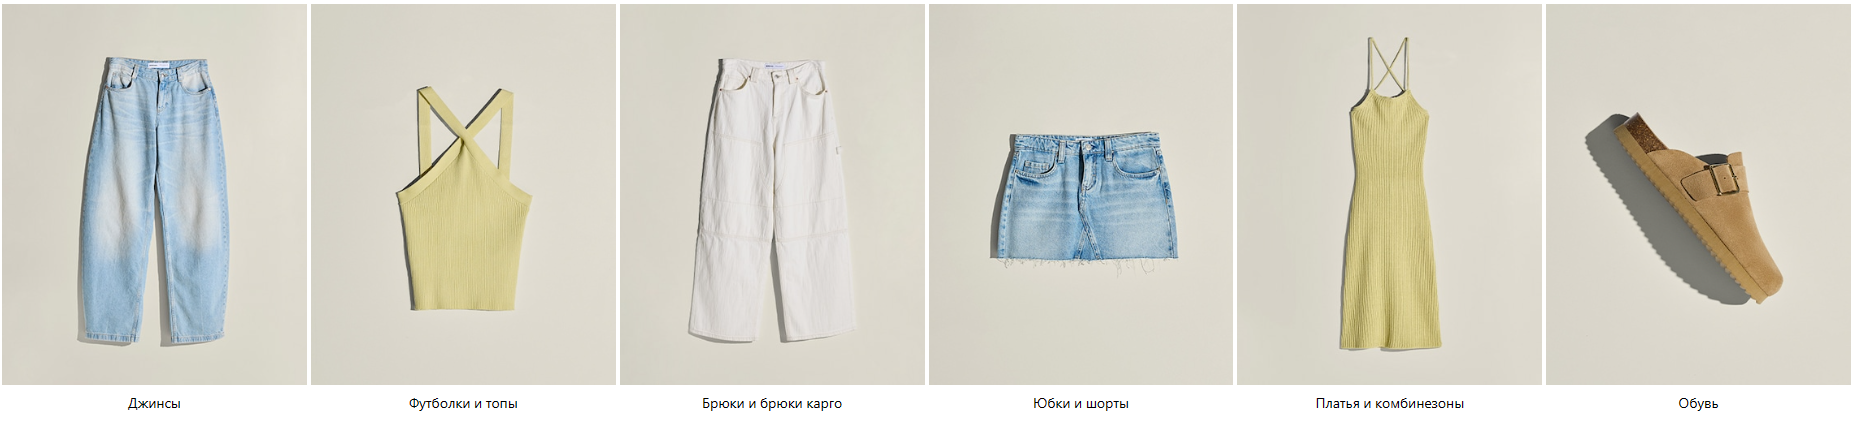 Джинсы
Футболки и топы
Брюки и брюки карго
Юбки и шорты
Платья и комбинезоны
Обувь